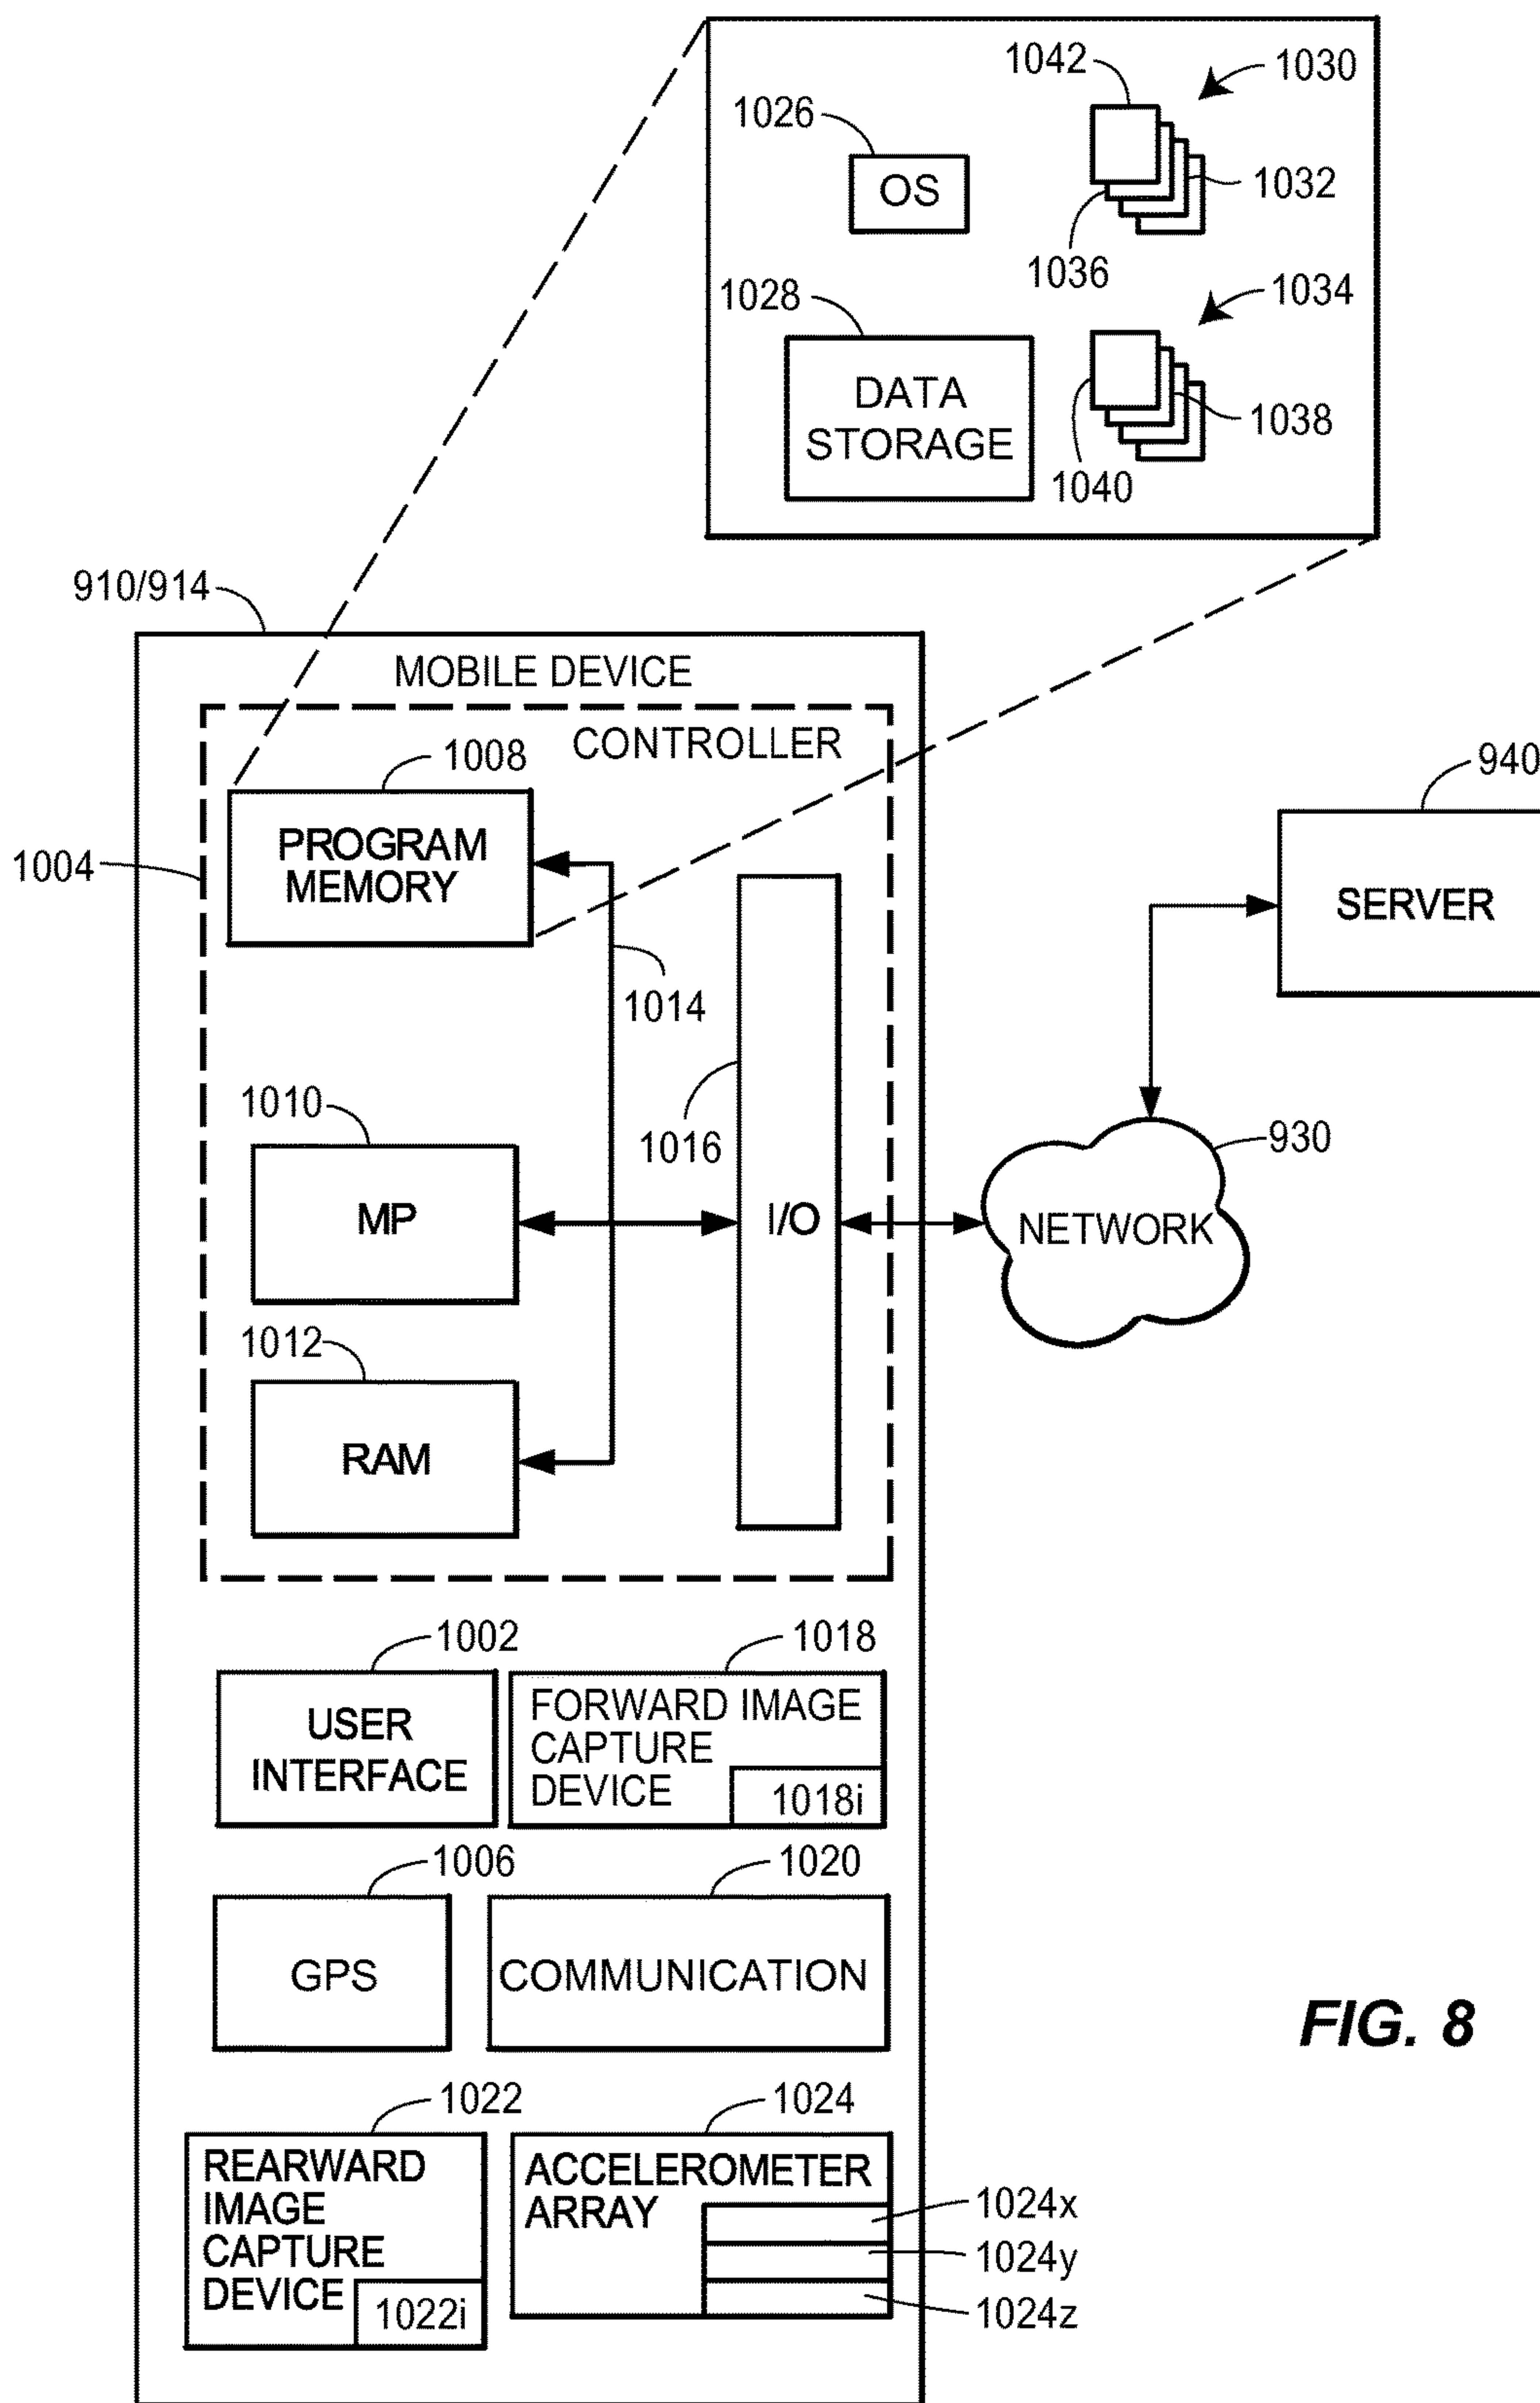 1042
1030
1026
OS
1032
1036
1028
1034
DATA
STORAGE
1038
1040
910/914
MOBILE DEVICE
CONTROLLER
1008
940
PROGRAM
MEMORY
1004
SERVER
1014
1010
1016
930
MP
I/O
NETWORK
1012
RAM
1002
1018
USER
INTERFACE
FORWARD IMAGE
CAPTURE
DEVICE
1018i
1006
1020
GPS
COMMUNICATION
FIG. 8
1022
1024
REARWARD
IMAGE
CAPTURE
DEVICE
1022i
ACCELEROMETER
ARRAY
1024x
1024y
1024z